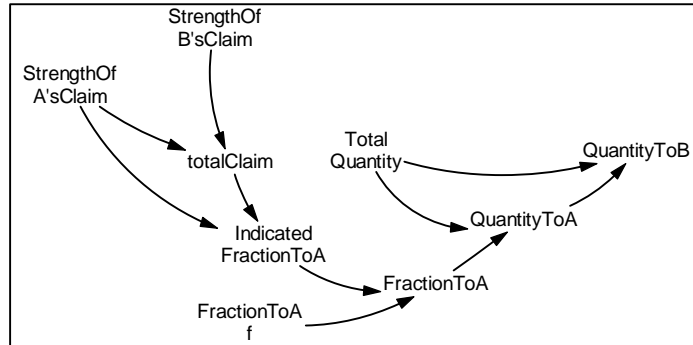 StrengthOf
B'sClaim
StrengthOf
A'sClaim
totalClaim
Total
Quantity
QuantityToB
Indicated
FractionToA
QuantityToA
FractionToA
FractionToA
f